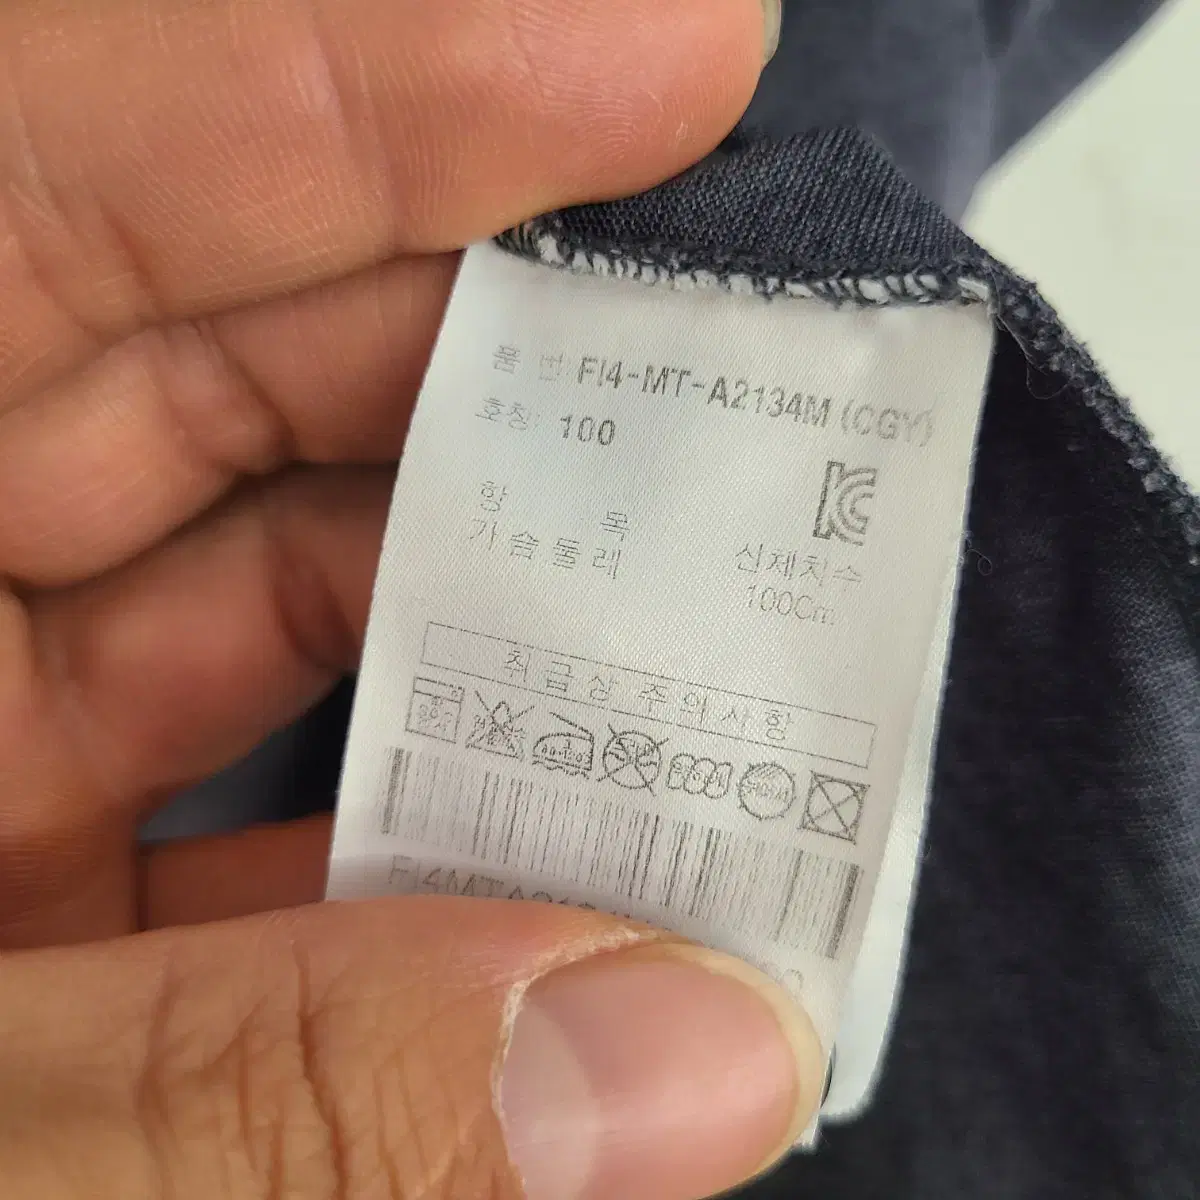 품 번 FI4-MT-A2134M (CGY)
호칭 100
항 목
신체치수
가슴둘레
100Cm
취급상 주의사항